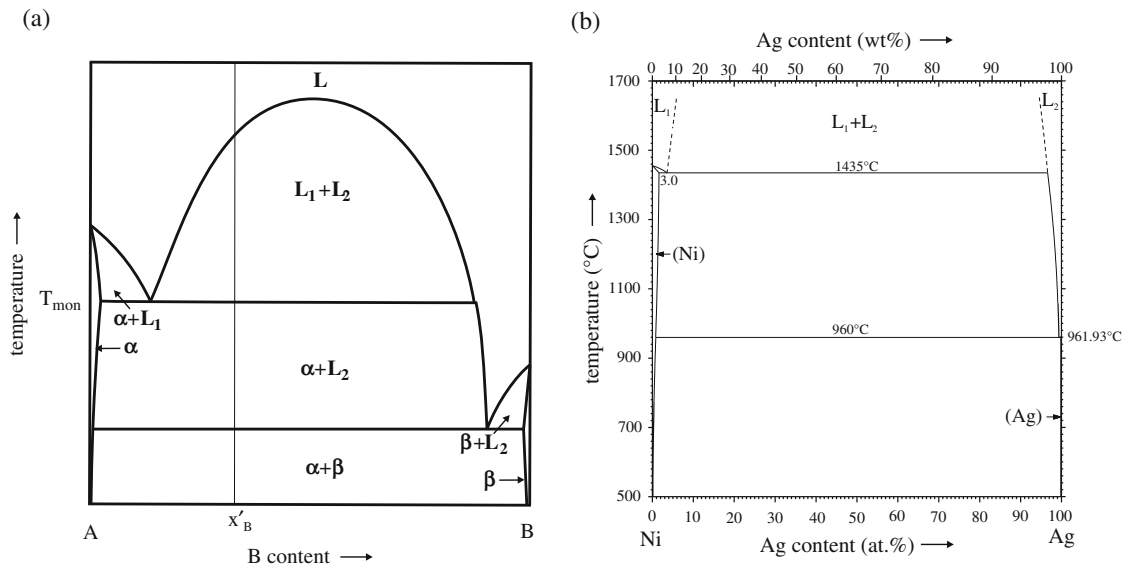 (a)
L
L₁+L₂
temperature
T_mon
α+L₁
α
α+L₂
β+L₂
α+β
β
A
x′_B
B
B content
(b)
Ag content (wt%)
0 10 20 30 40 50 60 70 80 90 100
1700
1500
1300
1100
900
700
500
temperature (°C)
L₁
L₂
L₁+L₂
1435°C
3.0
(Ni)
960°C
961.93°C
(Ag)
0 10 20 30 40 50 60 70 80 90 100
Ni
Ag content (at.%)
Ag